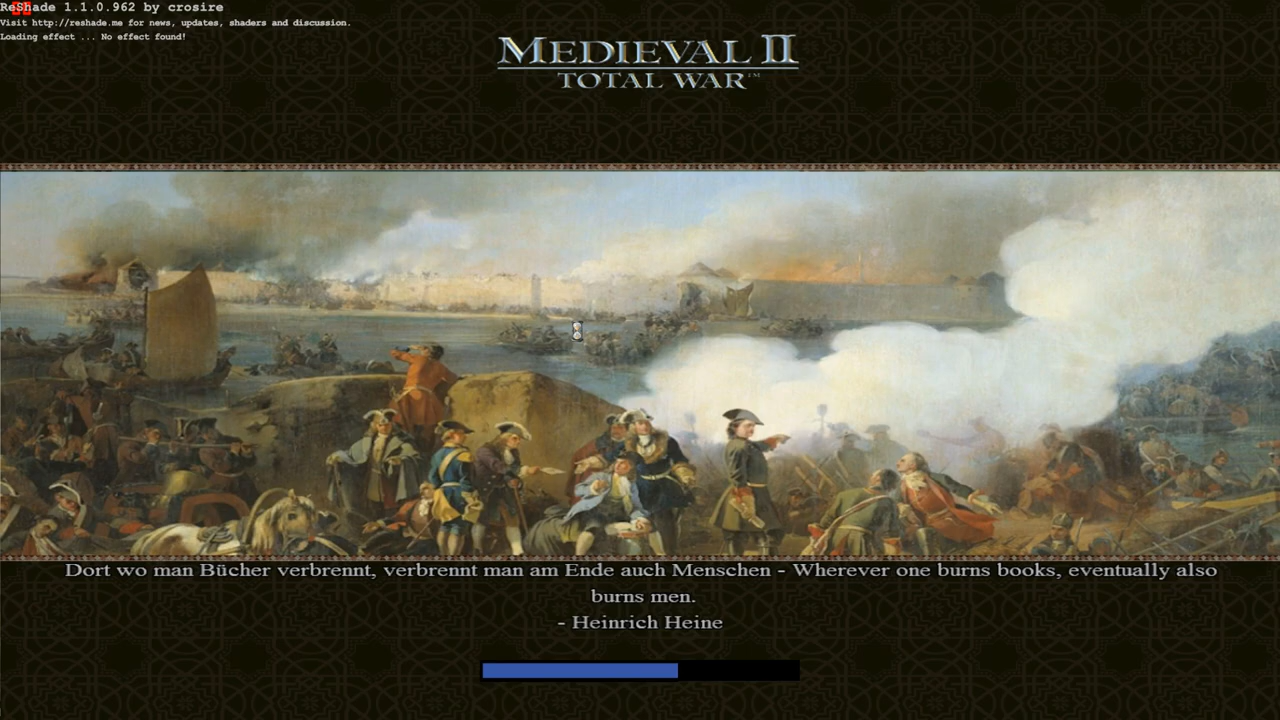 ReShade 1.1.0.962 by crosire
Visit http://reshade.me for news, updates, shaders and discussion.
Loading effect ... No effect found!
MEDIEVAL II
TOTAL WAR™
Dort wo man Bücher verbrennt, verbrennt man am Ende auch Menschen - Wherever one burns books, eventually also
burns men.
- Heinrich Heine